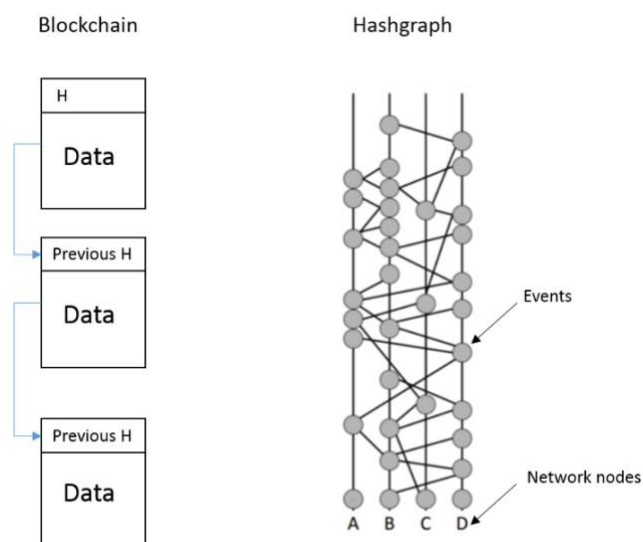 Blockchain
H
Data
Previous H
Data
Previous H
Data
Hashgraph
Events
Network nodes
A B C D